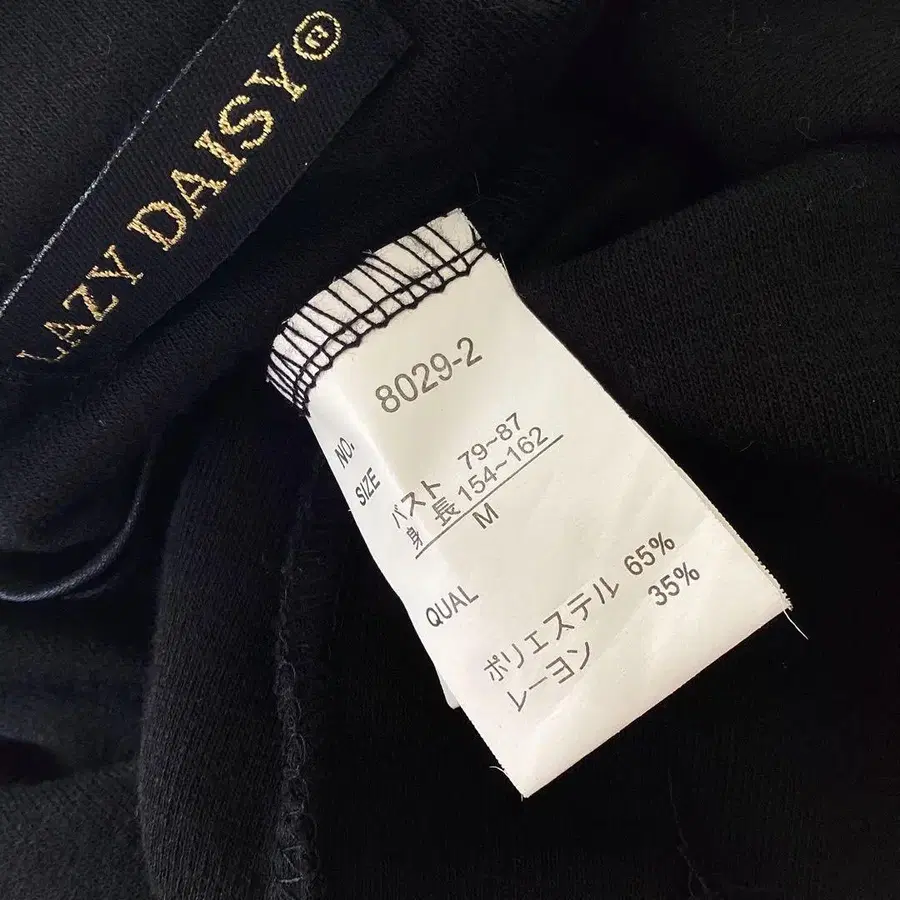 LAZY DAISY®
NO. 8029-2
SIZE
バスト 79~87
身 長 154~162
M
QUAL
ポリエステル 65%
レーヨン 35%